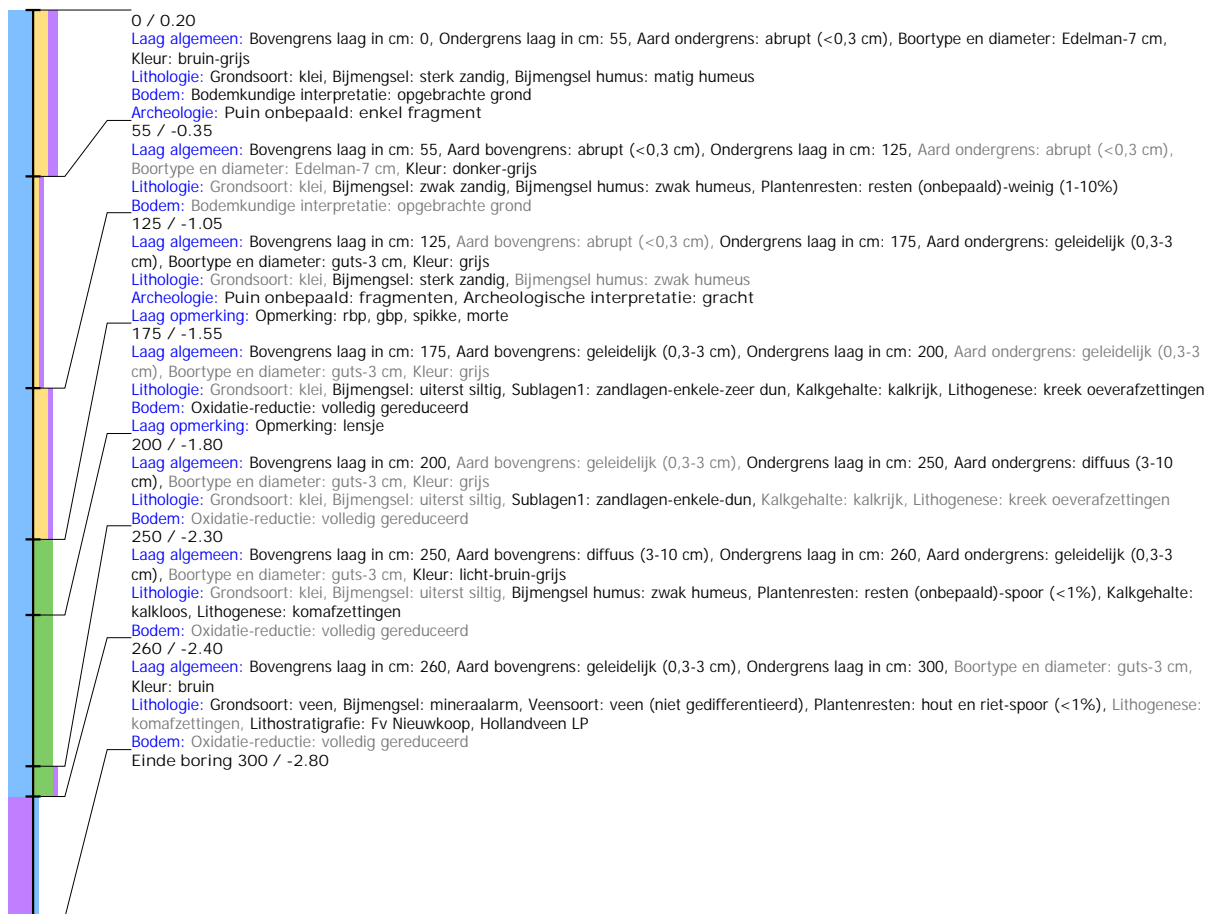 0 / 0.20
Laag algemeen: Bovengrens laag in cm: 0, Ondergrens laag in cm: 55, Aard ondergrens: abrupt (<0,3 cm), Boortype en diameter: Edelman-7 cm,
Kleur: bruin-grijs
Lithologie: Grondsoort: klei, Bijmengsel: sterk zandig, Bijmengsel humus: matig humeus
Bodem: Bodemkundige interpretatie: opgebrachte grond
Archeologie: Puin onbepaald: enkel fragment
55 / -0.35
Laag algemeen: Bovengrens laag in cm: 55, Aard bovengrens: abrupt (<0,3 cm), Ondergrens laag in cm: 125, Aard ondergrens: abrupt (<0,3 cm),
Boortype en diameter: Edelman-7 cm, Kleur: donker-grijs
Lithologie: Grondsoort: klei, Bijmengsel: zwak zandig, Bijmengsel humus: zwak humeus, Plantenresten: resten (onbepaald)-weinig (1-10%)
Bodem: Bodemkundige interpretatie: opgebrachte grond
125 / -1.05
Laag algemeen: Bovengrens laag in cm: 125, Aard bovengrens: abrupt (<0,3 cm), Ondergrens laag in cm: 175, Aard ondergrens: geleidelijk (0,3-3
cm), Boortype en diameter: guts-3 cm, Kleur: grijs
Lithologie: Grondsoort: klei, Bijmengsel: sterk zandig, Bijmengsel humus: zwak humeus
Archeologie: Puin onbepaald: fragmenten, Archeologische interpretatie: gracht
Laag opmerking: Opmerking: rbp, gbp, spikke, morte
175 / -1.55
Laag algemeen: Bovengrens laag in cm: 175, Aard bovengrens: geleidelijk (0,3-3 cm), Ondergrens laag in cm: 200, Aard ondergrens: geleidelijk (0,3-3
cm), Boortype en diameter: guts-3 cm, Kleur: grijs
Lithologie: Grondsoort: klei, Bijmengsel: uiterst siltig, Sublagen1: zandlagen-enkele-zeer dun, Kalkgehalte: kalkrijk, Lithogenese: kreek oeverafzettingen
Bodem: Oxidatie-reductie: volledig gereduceerd
Laag opmerking: Opmerking: lensje
200 / -1.80
Laag algemeen: Bovengrens laag in cm: 200, Aard bovengrens: geleidelijk (0,3-3 cm), Ondergrens laag in cm: 250, Aard ondergrens: diffuus (3-10
cm), Boortype en diameter: guts-3 cm, Kleur: grijs
Lithologie: Grondsoort: klei, Bijmengsel: uiterst siltig, Sublagen1: zandlagen-enkele-dun, Kalkgehalte: kalkrijk, Lithogenese: kreek oeverafzettingen
Bodem: Oxidatie-reductie: volledig gereduceerd
250 / -2.30
Laag algemeen: Bovengrens laag in cm: 250, Aard bovengrens: diffuus (3-10 cm), Ondergrens laag in cm: 260, Aard ondergrens: geleidelijk (0,3-3
cm), Boortype en diameter: guts-3 cm, Kleur: licht-bruin-grijs
Lithologie: Grondsoort: klei, Bijmengsel: uiterst siltig, Bijmengsel humus: zwak humeus, Plantenresten: resten (onbepaald)-spoor (<1%), Kalkgehalte:
kalkloos, Lithogenese: komafzettingen
Bodem: Oxidatie-reductie: volledig gereduceerd
260 / -2.40
Laag algemeen: Bovengrens laag in cm: 260, Aard bovengrens: geleidelijk (0,3-3 cm), Ondergrens laag in cm: 300, Boortype en diameter: guts-3 cm,
Kleur: bruin
Lithologie: Grondsoort: veen, Bijmengsel: mineraalarm, Veensoort: veen (niet gedifferentieerd), Plantenresten: hout en riet-spoor (<1%), Lithogenese:
komafzettingen, Lithostratigrafie: Fv Nieuwkoop, Hollandveen LP
Bodem: Oxidatie-reductie: volledig gereduceerd
Einde boring 300 / -2.80